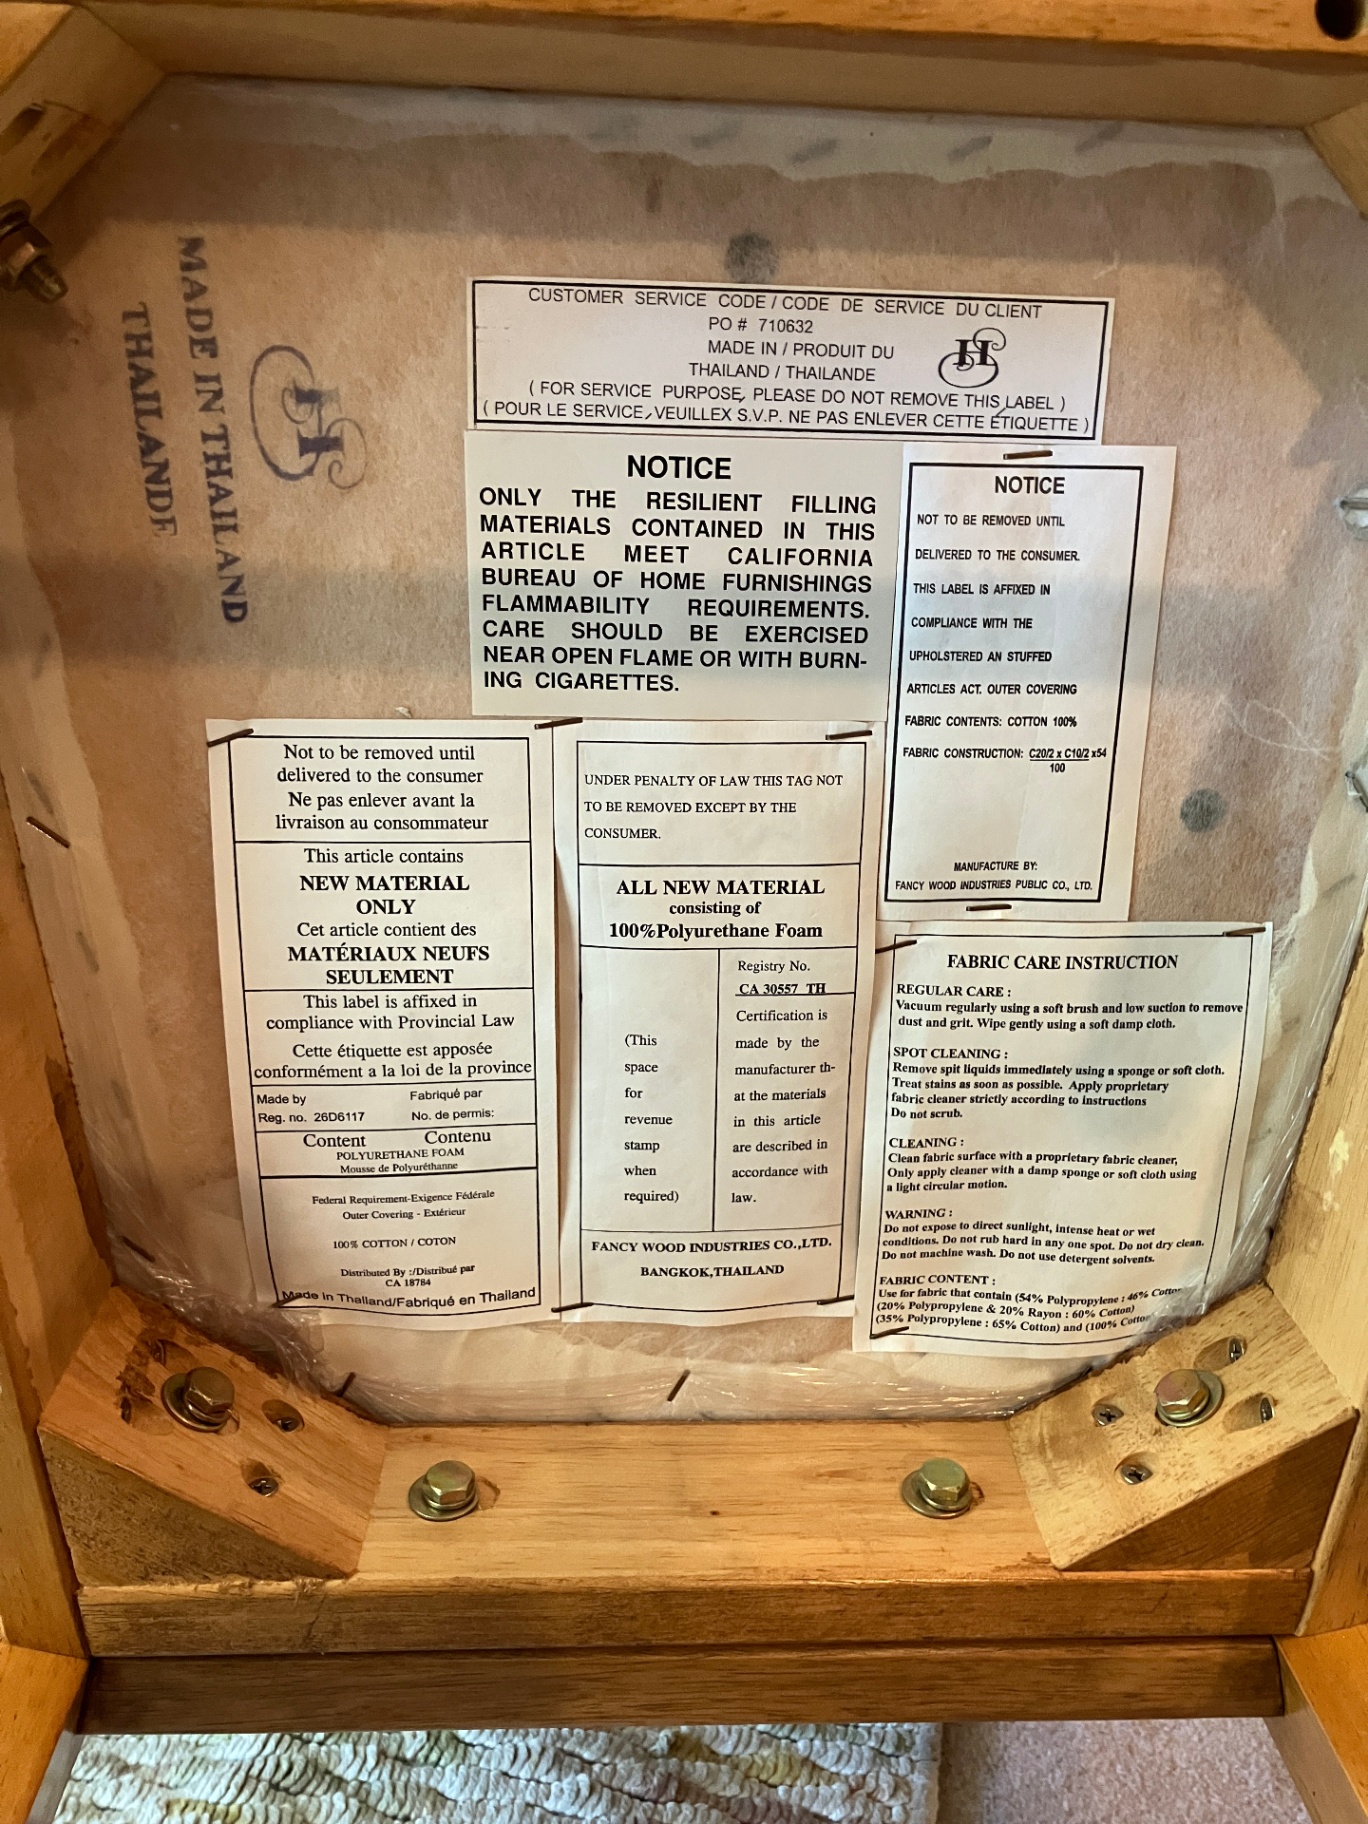 MADE IN THAILAND
THAILANDE
HS
CUSTOMER SERVICE CODE / CODE DE SERVICE DU CLIENT
PO # 710632
MADE IN / PRODUIT DU
THAILAND / THAILANDE
HS
( FOR SERVICE PURPOSE, PLEASE DO NOT REMOVE THIS LABEL )
( POUR LE SERVICE, VEUILLEX S.V.P. NE PAS ENLEVER CETTE ÉTIQUETTE )
NOTICE
ONLY THE RESILIENT FILLING
MATERIALS CONTAINED IN THIS
ARTICLE MEET CALIFORNIA
BUREAU OF HOME FURNISHINGS
FLAMMABILITY REQUIREMENTS.
CARE SHOULD BE EXERCISED
NEAR OPEN FLAME OR WITH BURN-
ING CIGARETTES.
NOTICE
NOT TO BE REMOVED UNTIL
DELIVERED TO THE CONSUMER.
THIS LABEL IS AFFIXED IN
COMPLIANCE WITH THE
UPHOLSTERED AN STUFFED
ARTICLES ACT. OUTER COVERING
FABRIC CONTENTS: COTTON 100%
FABRIC CONSTRUCTION: C20/2 x C10/2 x54
100
MANUFACTURE BY:
FANCY WOOD INDUSTRIES PUBLIC CO., LTD.
Not to be removed until
delivered to the consumer
Ne pas enlever avant la
livraison au consommateur
This article contains
NEW MATERIAL
ONLY
Cet article contient des
MATÉRIAUX NEUFS
SEULEMENT
This label is affixed in
compliance with Provincial Law
Cette étiquette est apposée
conformément a la loi de la province
Made by Fabriqué par
Reg. no. 26D6117 No. de permis:
Content Contenu
POLYURETHANE FOAM
Mousse de Polyuréthanne
Federal Requirement-Exigence Fédérale
Outer Covering - Extérieur
100% COTTON / COTON
Distributed By :/Distribué par
CA 18784
Made in Thailand/Fabriqué en Thailand
UNDER PENALTY OF LAW THIS TAG NOT
TO BE REMOVED EXCEPT BY THE
CONSUMER.
ALL NEW MATERIAL
consisting of
100%Polyurethane Foam
(This
space
for
revenue
stamp
when
required)
Registry No.
CA 30557 TH
Certification is
made by the
manufacturer th-
at the materials
in this article
are described in
accordance with
law.
FANCY WOOD INDUSTRIES CO.,LTD.
BANGKOK,THAILAND
FABRIC CARE INSTRUCTION
REGULAR CARE :
Vacuum regularly using a soft brush and low suction to remove
dust and grit. Wipe gently using a soft damp cloth.
SPOT CLEANING :
Remove spit liquids immediately using a sponge or soft cloth.
Treat stains as soon as possible. Apply proprietary
fabric cleaner strictly according to instructions
Do not scrub.
CLEANING :
Clean fabric surface with a proprietary fabric cleaner,
Only apply cleaner with a damp sponge or soft cloth using
a light circular motion.
WARNING :
Do not expose to direct sunlight, intense heat or wet
conditions. Do not rub hard in any one spot. Do not dry clean.
Do not machine wash. Do not use detergent solvents.
FABRIC CONTENT :
Use for fabric that contain (54% Polypropylene : 46% Cotton
(20% Polypropylene & 20% Rayon : 60% Cotton)
(35% Polypropylene : 65% Cotton) and (100% Cotton